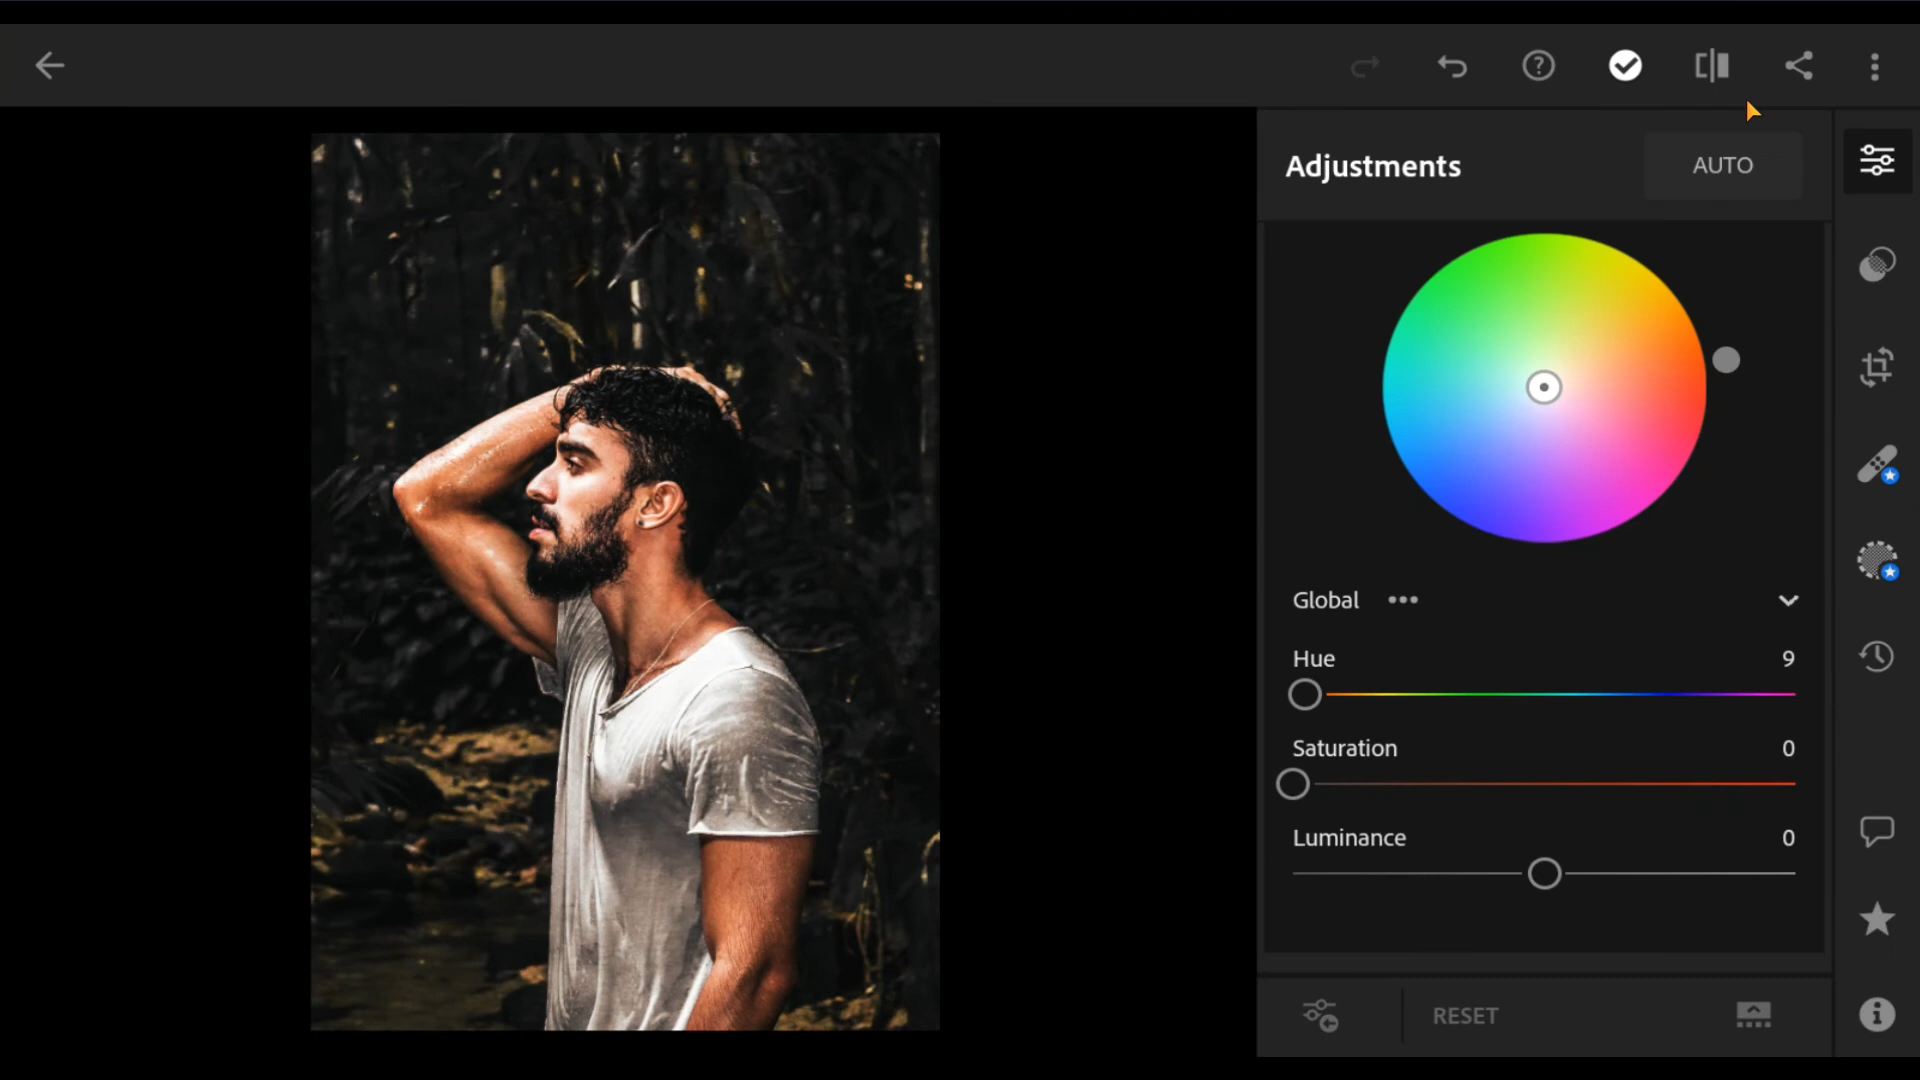 Adjustments
AUTO
Global
Hue 9
Saturation 0
Luminance 0
RESET